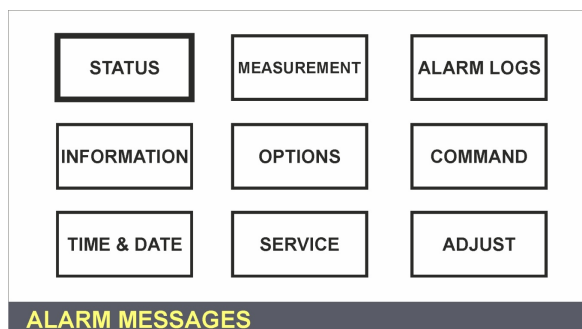 STATUS
MEASUREMENT
ALARM LOGS
INFORMATION
OPTIONS
COMMAND
TIME & DATE
SERVICE
ADJUST
ALARM MESSAGES